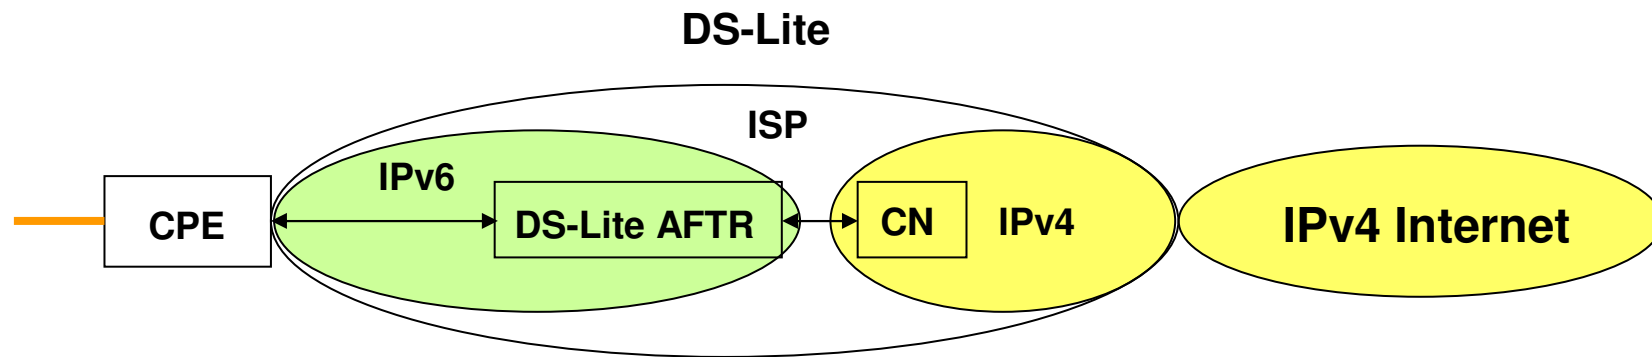 DS-Lite
ISP
IPv6
CPE
DS-Lite AFTR
CN
IPv4
IPv4 Internet